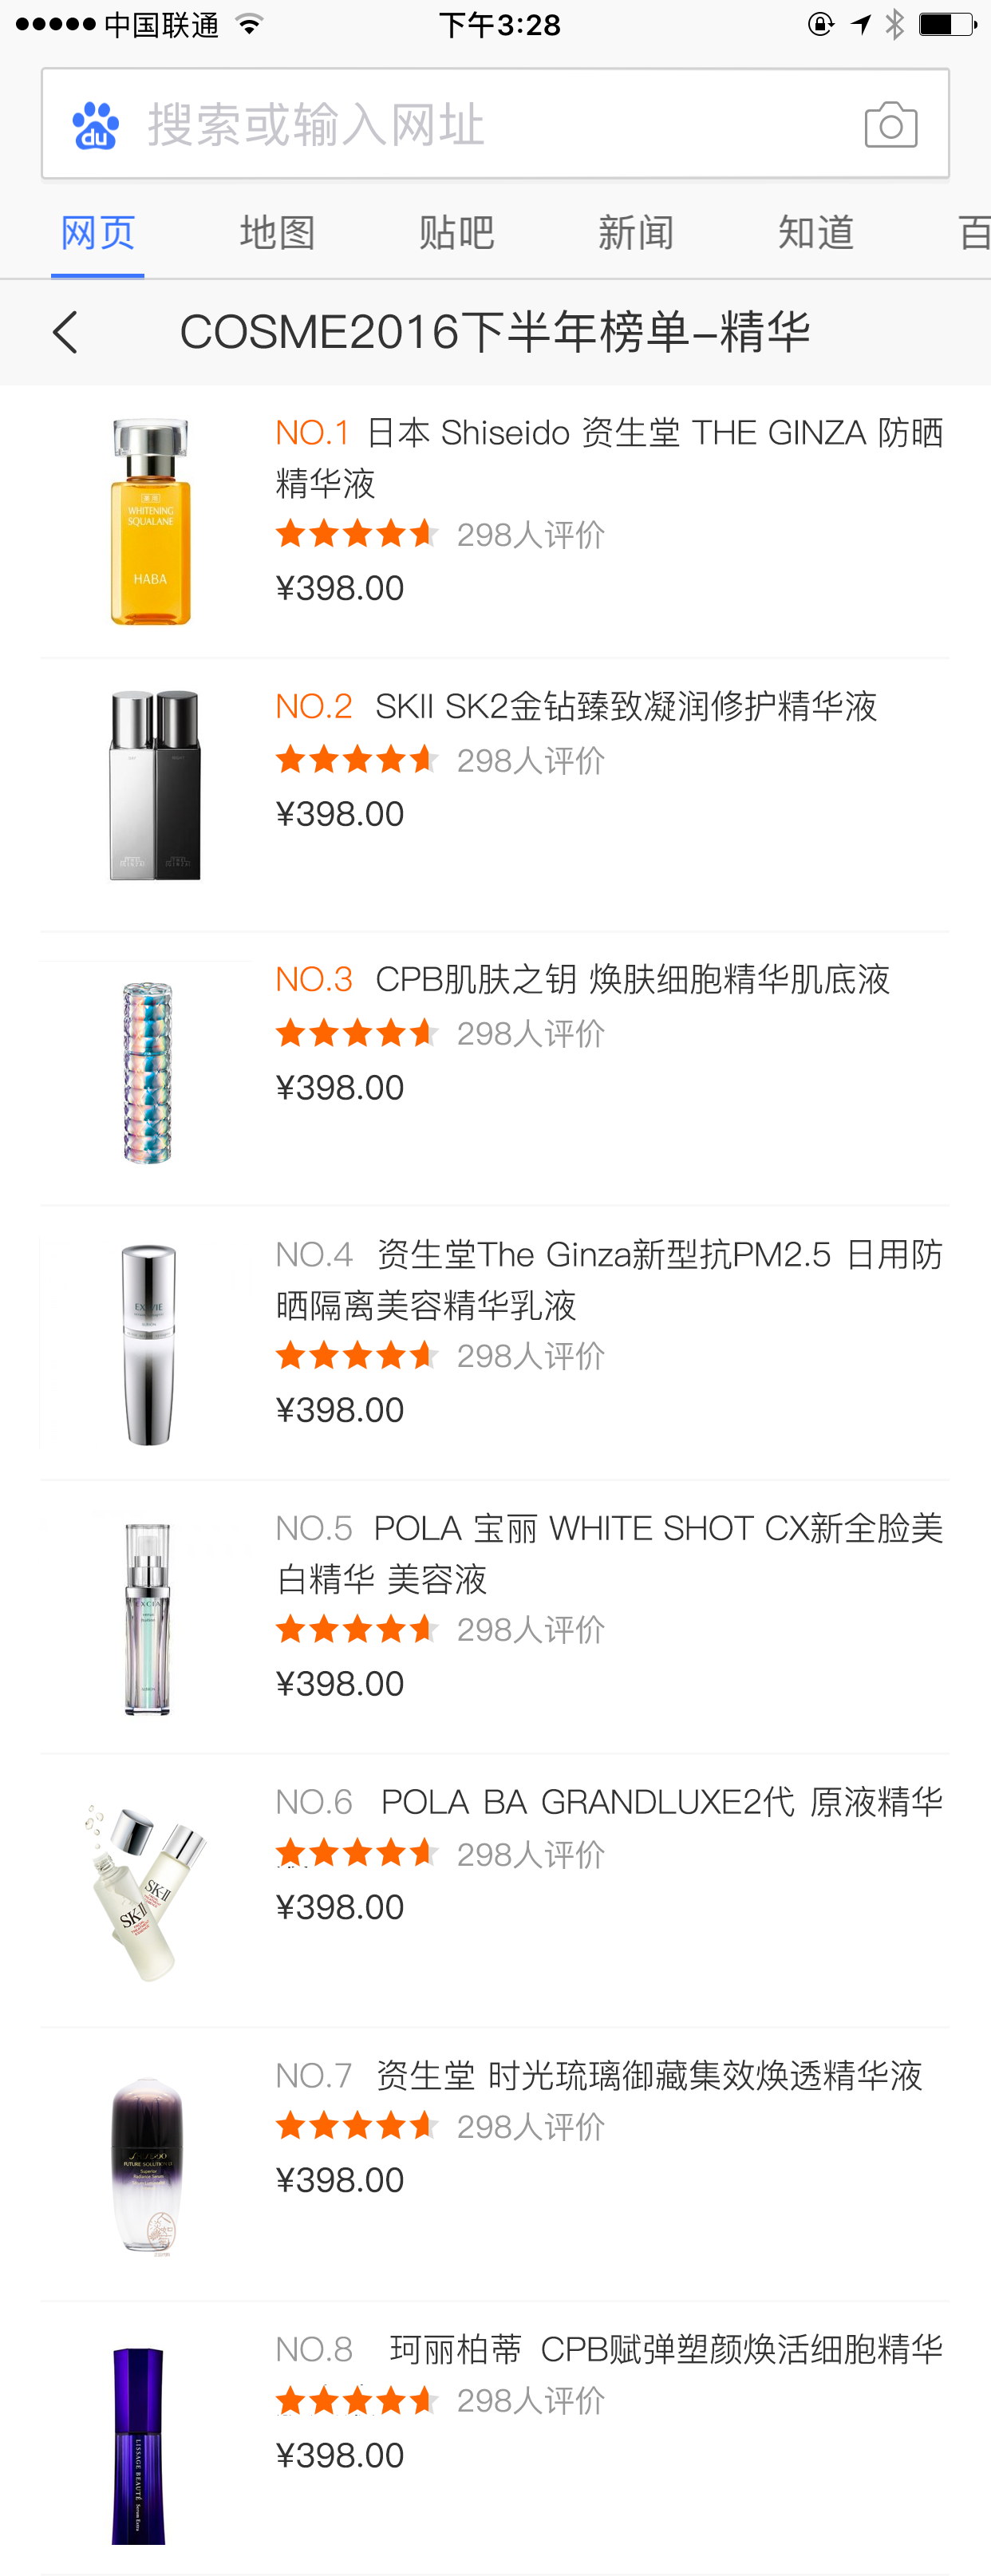 中国联通
下午3:28
du 搜索或输入网址
网页 地图 贴吧 新闻 知道 百
COSME2016下半年榜单-精华
NO.1 日本 Shiseido 资生堂 THE GINZA 防晒
精华液
298人评价
¥398.00
WHITENING
SQUALANE
HABA
NO.2 SKII SK2金钻臻致凝润修护精华液
298人评价
¥398.00
NO.3 CPB肌肤之钥 焕肤细胞精华肌底液
298人评价
¥398.00
NO.4 资生堂The Ginza新型抗PM2.5 日用防
晒隔离美容精华乳液
298人评价
¥398.00
NO.5 POLA 宝丽 WHITE SHOT CX新全脸美
白精华 美容液
298人评价
¥398.00
EXCIA
NO.6 POLA BA GRANDLUXE2代 原液精华
298人评价
¥398.00
SK-II
SK-II
NO.7 资生堂 时光琉璃御藏集效焕透精华液
298人评价
¥398.00
NO.8 珂丽柏蒂 CPB赋弹塑颜焕活细胞精华
298人评价
¥398.00
LISSAGE BEAUTÉ